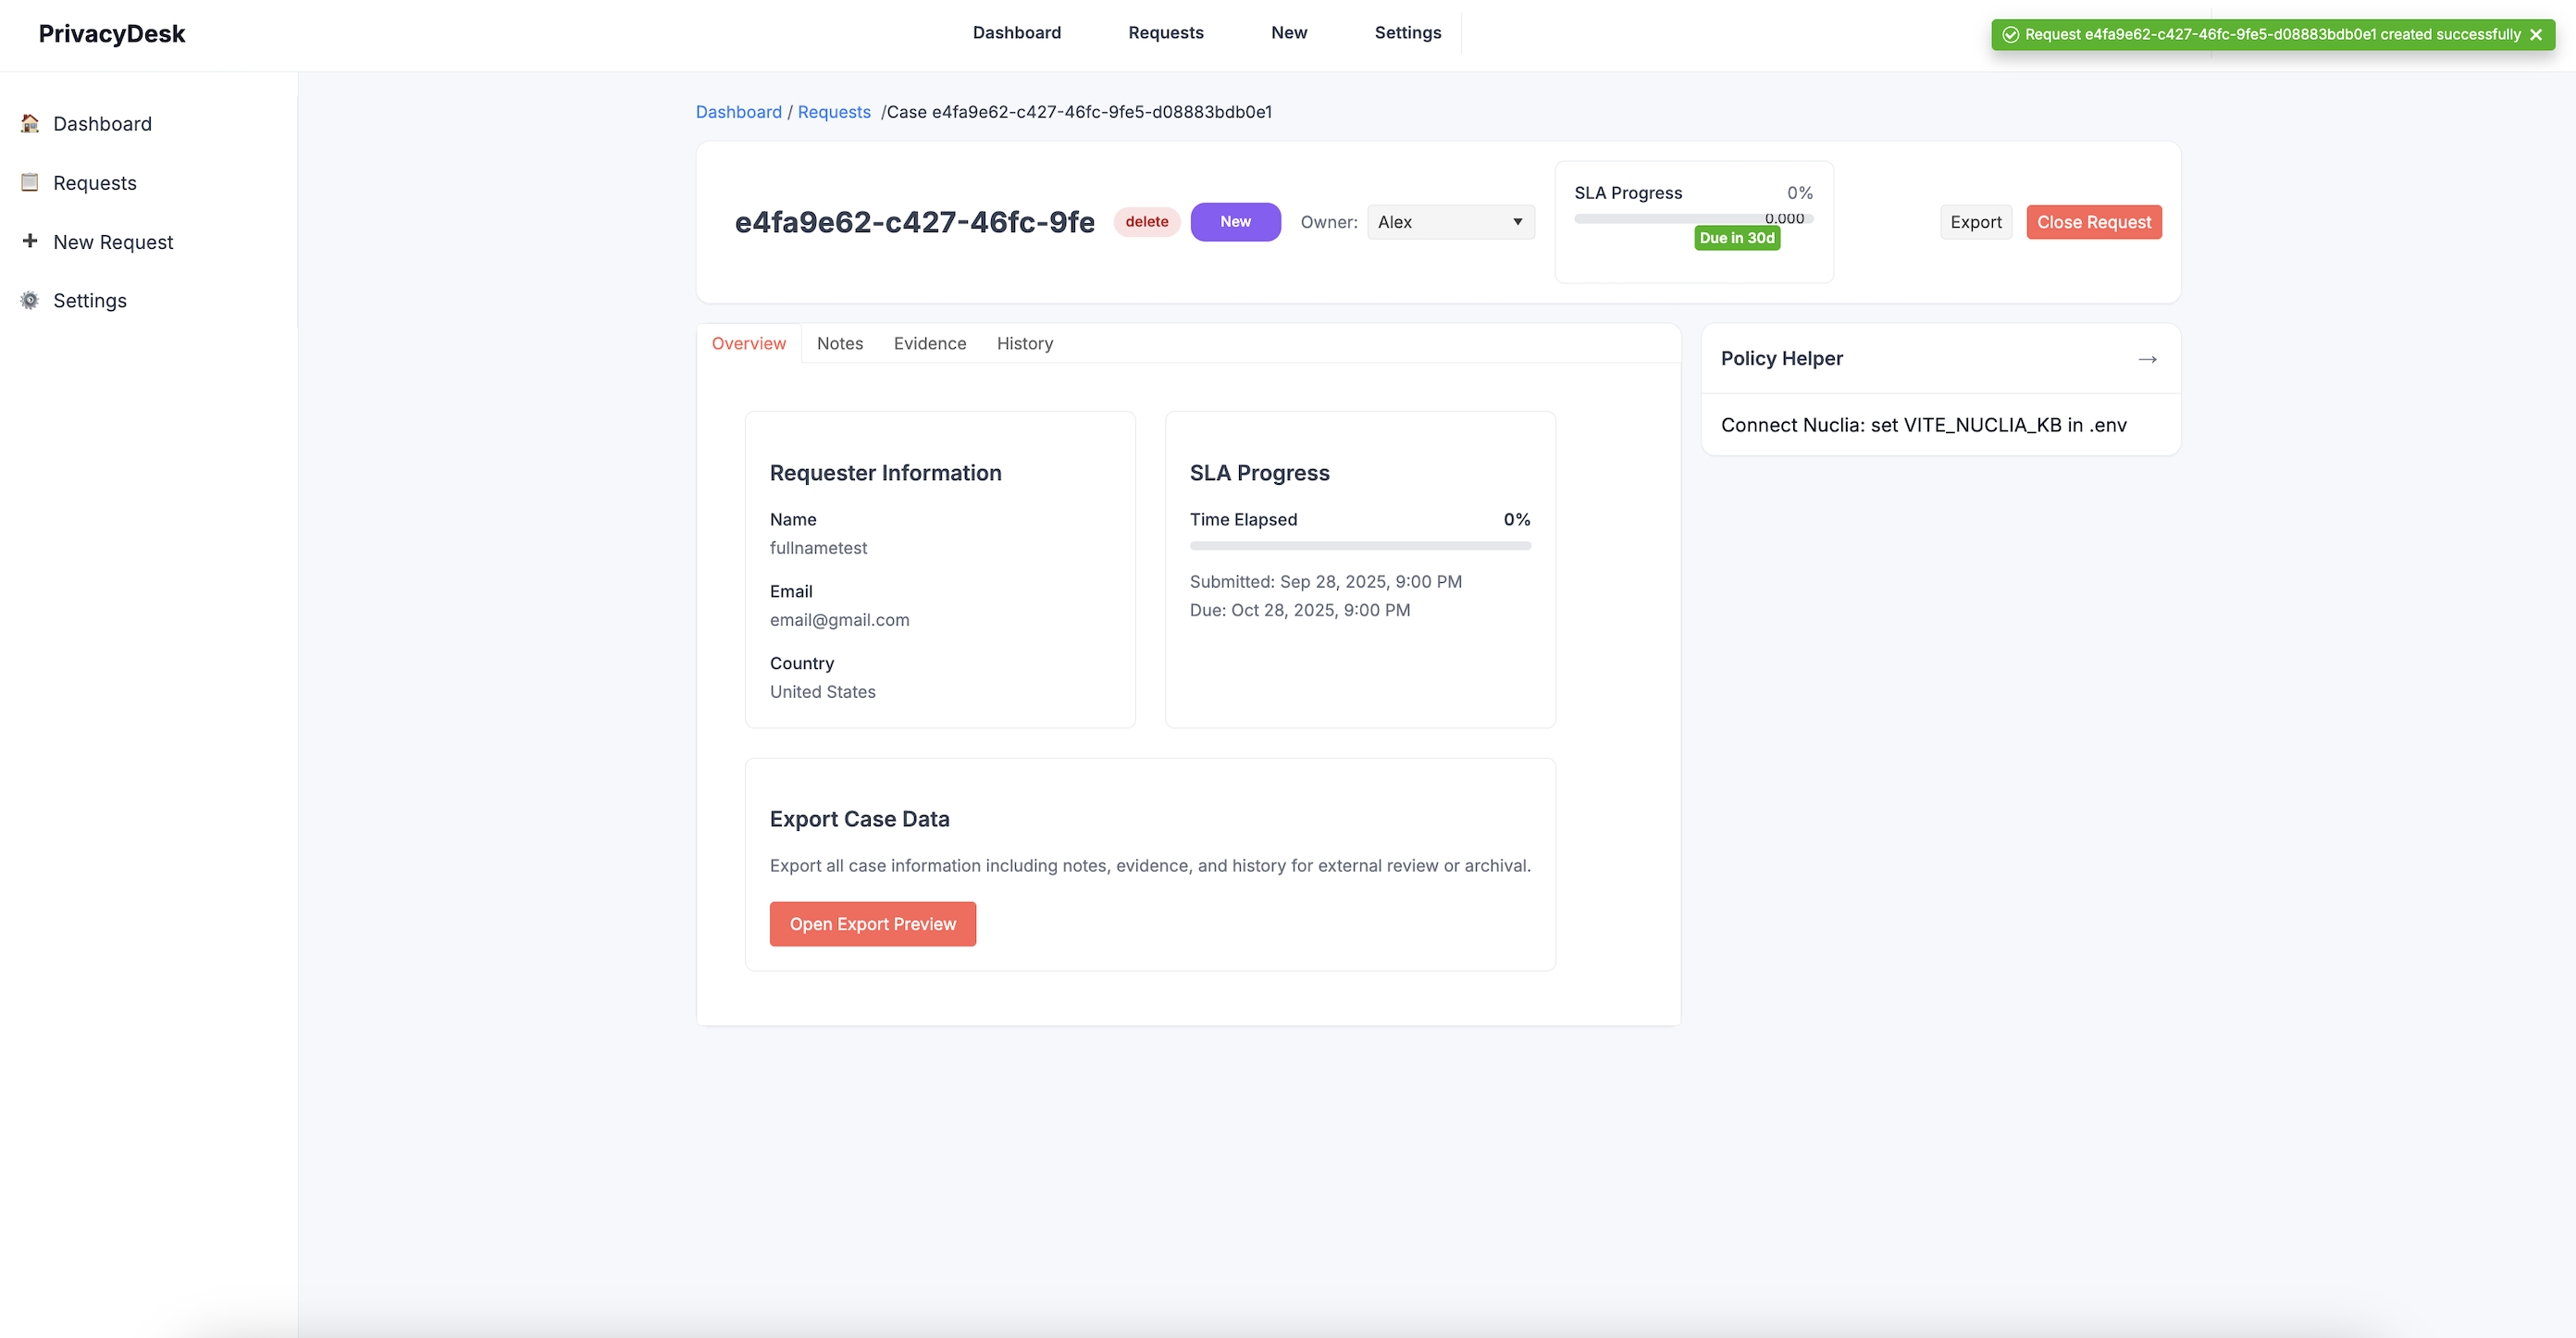 PrivacyDesk
Dashboard
Requests
New
Settings
Request e4fa9e62-c427-46fc-9fe5-d08883bdb0e1 created successfully
Dashboard
Requests
New Request
Settings
Dashboard / Requests /Case e4fa9e62-c427-46fc-9fe5-d08883bdb0e1
e4fa9e62-c427-46fc-9fe
delete
New
Owner:
Alex
SLA Progress
0%
0.000
Due in 30d
Export
Close Request
Overview
Notes
Evidence
History
Requester Information
Name
fullnametest
Email
email@gmail.com
Country
United States
SLA Progress
Time Elapsed
0%
Submitted: Sep 28, 2025, 9:00 PM
Due: Oct 28, 2025, 9:00 PM
Export Case Data
Export all case information including notes, evidence, and history for external review or archival.
Open Export Preview
Policy Helper
Connect Nuclia: set VITE_NUCLIA_KB in .env